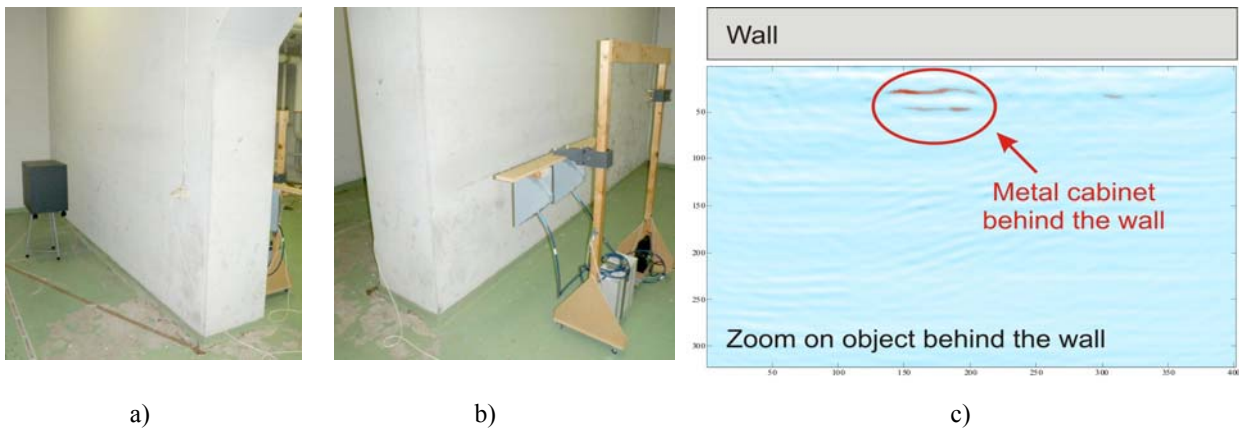 Wall
50
100
150
200
250
300
Metal cabinet
behind the wall
Zoom on object behind the wall
50 100 150 200 250 300 350 400
a) b) c)